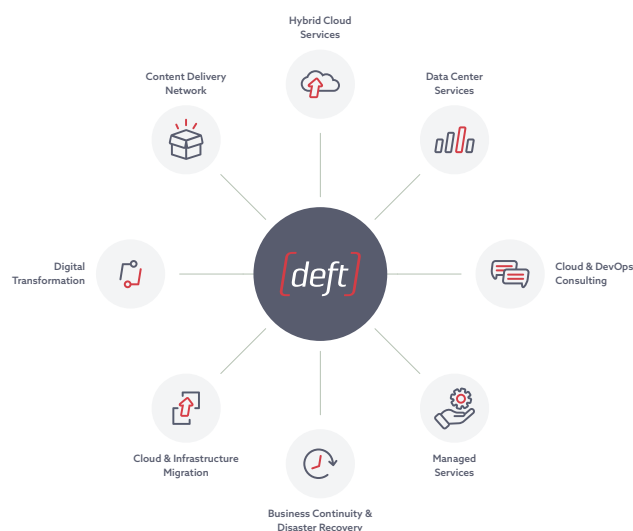 Hybrid Cloud
Services
Content Delivery
Network
Data Center
Services
Digital
Transformation
[deft]
Cloud & DevOps
Consulting
Cloud & Infrastructure
Migration
Managed
Services
Business Continuity &
Disaster Recovery